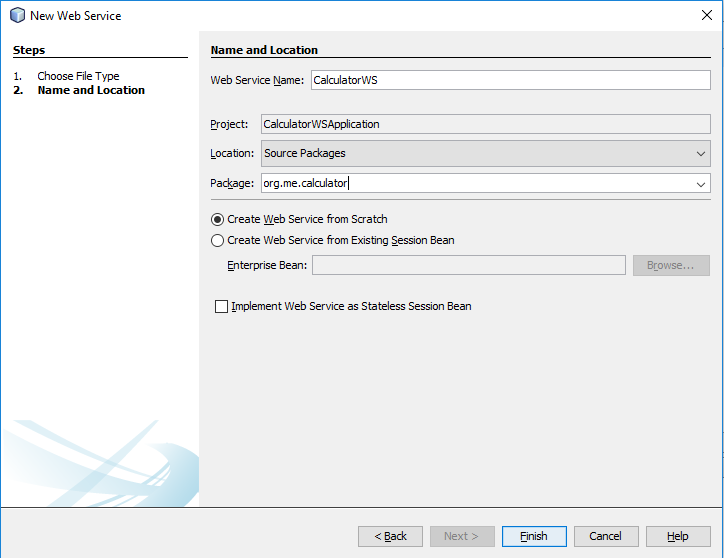 New Web Service
Steps
1. Choose File Type
2. Name and Location
Name and Location
Web Service Name: CalculatorWS
Project: CalculatorWSApplication
Location: Source Packages
Package: org.me.calculator
Create Web Service from Scratch
Create Web Service from Existing Session Bean
Enterprise Bean: Browse...
Implement Web Service as Stateless Session Bean
< Back Next > Finish Cancel Help